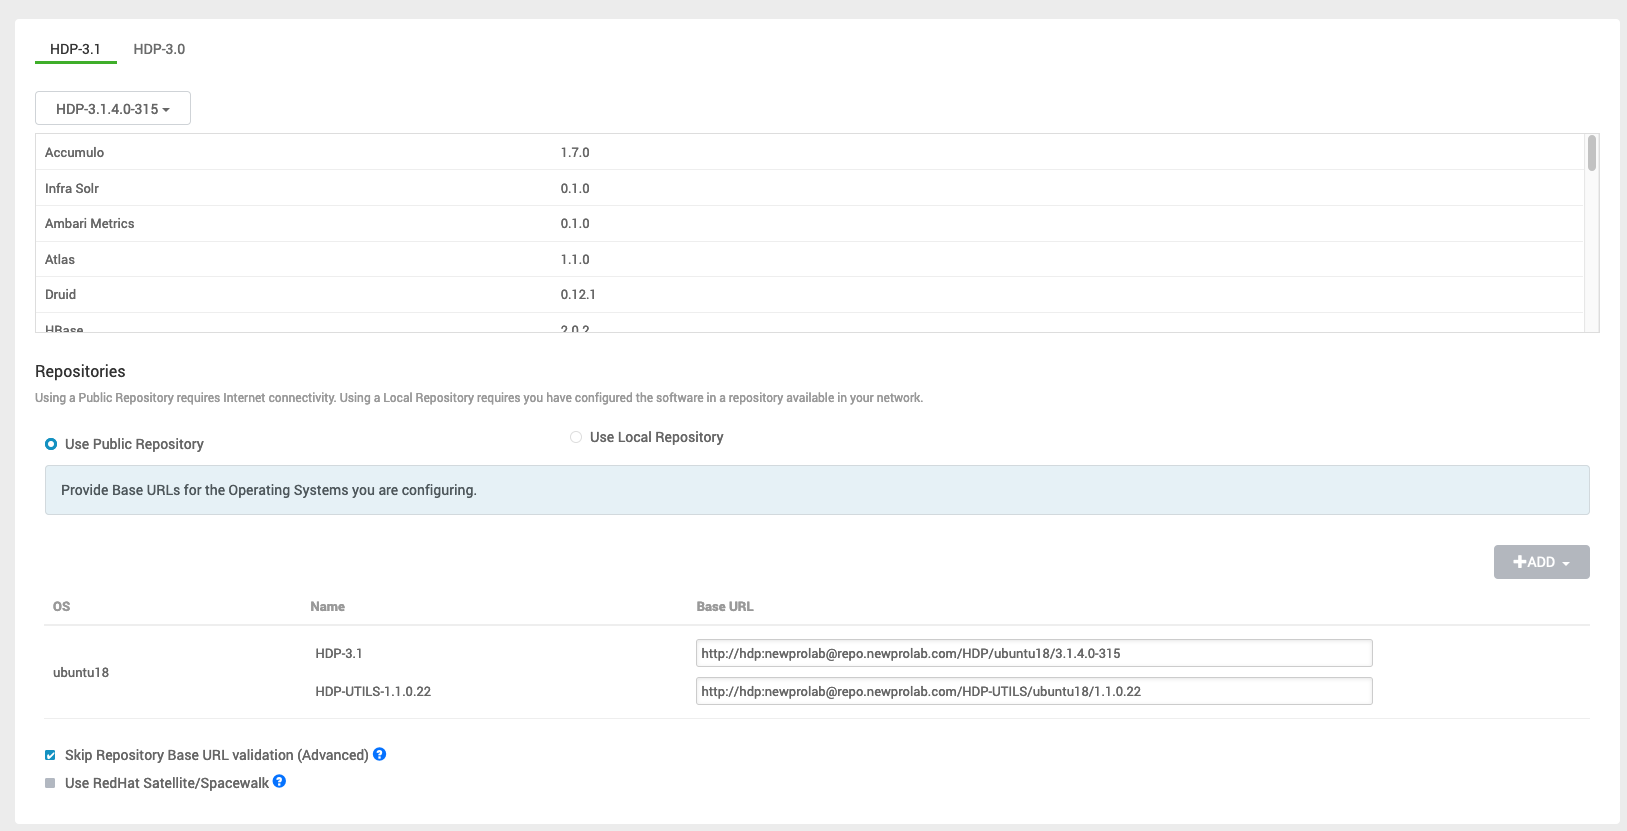 HDP-3.1 HDP-3.0
HDP-3.1.4.0-315
Accumulo 1.7.0
Infra Solr 0.1.0
Ambari Metrics 0.1.0
Atlas 1.1.0
Druid 0.12.1
HBase 2.0.2
Repositories
Using a Public Repository requires Internet connectivity. Using a Local Repository requires you have configured the software in a repository available in your network.
Use Public Repository Use Local Repository
Provide Base URLs for the Operating Systems you are configuring.
+ADD
OS Name Base URL
ubuntu18
HDP-3.1 http://hdp:newprolab@repo.newprolab.com/HDP/ubuntu18/3.1.4.0-315
HDP-UTILS-1.1.0.22 http://hdp:newprolab@repo.newprolab.com/HDP-UTILS/ubuntu18/1.1.0.22
Skip Repository Base URL validation (Advanced) ?
Use RedHat Satellite/Spacewalk ?